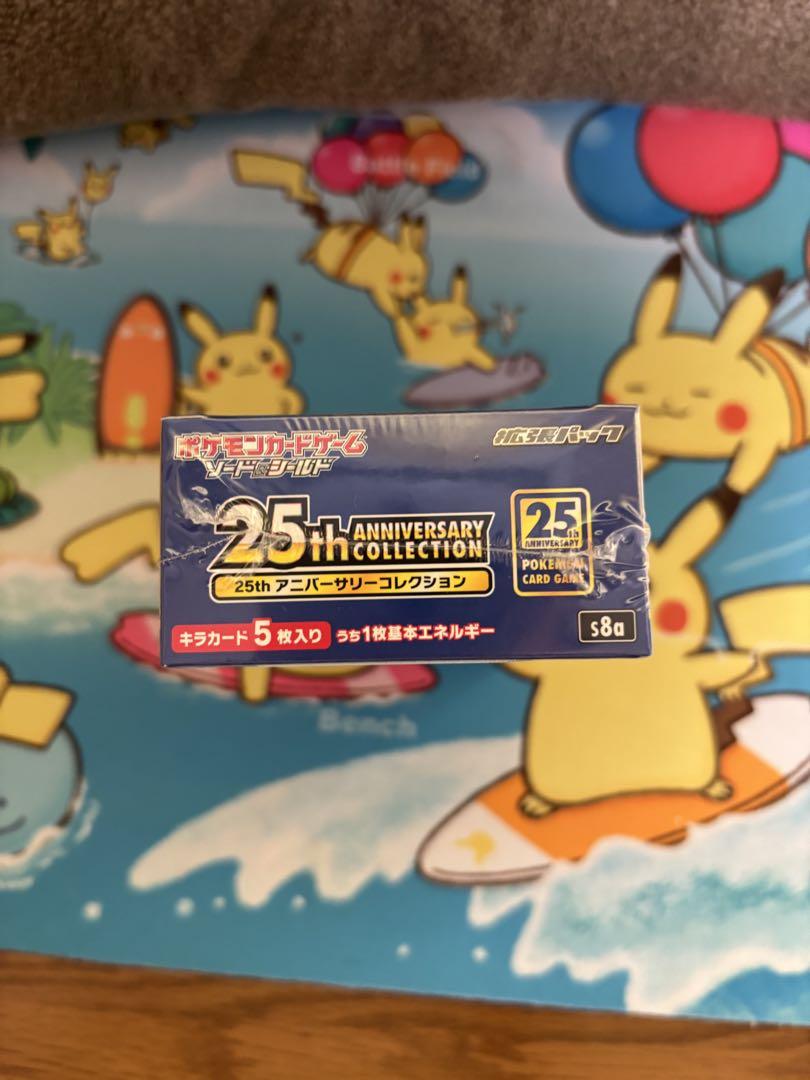 Battle Field
ポケモンカードゲーム
ソード&シールド
拡張パック
25th ANNIVERSARY COLLECTION
25th アニバーサリーコレクション
25th
ANNIVERSARY
POKEMON
CARD GAME
キラカード5枚入り うち1枚基本エネルギー
s8a
Bench